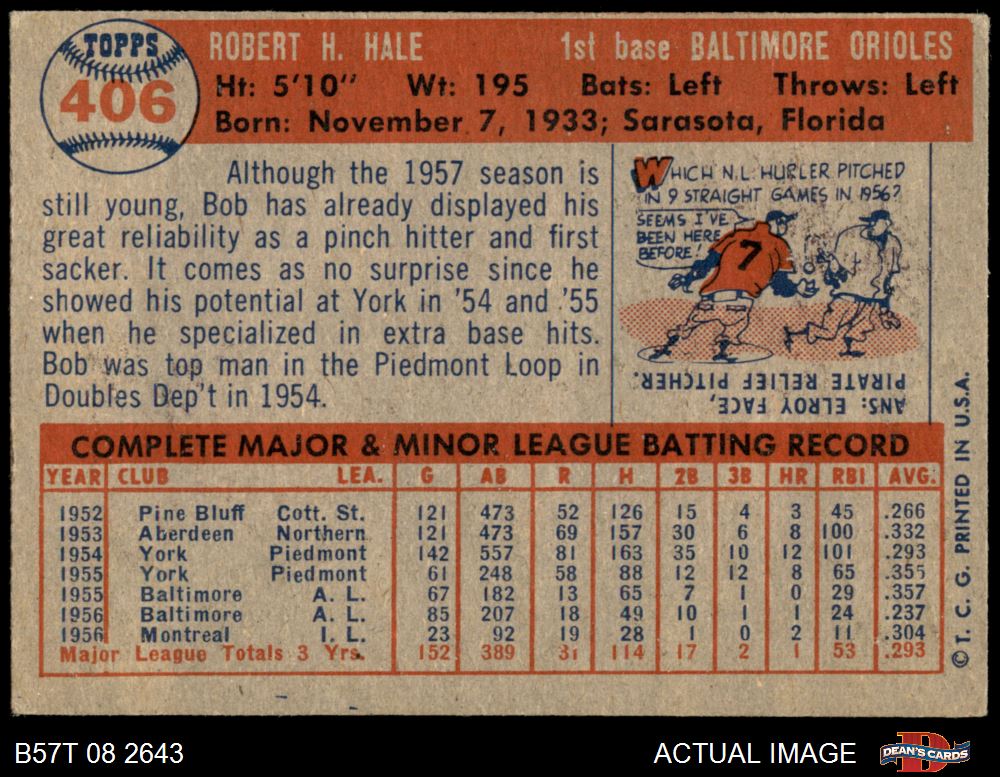 TOPPS
406
ROBERT H. HALE 1st base BALTIMORE ORIOLES
Ht: 5'10" Wt: 195 Bats: Left Throws: Left
Born: November 7, 1933; Sarasota, Florida
Although the 1957 season is
still young, Bob has already displayed his
great reliability as a pinch hitter and first
sacker. It comes as no surprise since he
showed his potential at York in '54 and '55
when he specialized in extra base hits.
Bob was top man in the Piedmont Loop in
Doubles Dep't in 1954.
WHICH N.L. HURLER PITCHED
IN 9 STRAIGHT GAMES IN 1956?
SEEMS I'VE
BEEN HERE
BEFORE!
7
ANS: ELROY FACE,
PIRATE RELIEF PITCHER.
COMPLETE MAJOR & MINOR LEAGUE BATTING RECORD
YEAR CLUB LEA. G AB R H 2B 3B HR RBI AVG.
1952 Pine Bluff Cott. St. 121 473 52 126 15 4 3 45 .266
1953 Aberdeen Northern 121 473 69 157 30 6 8 100 .332
1954 York Piedmont 142 557 81 163 35 10 12 101 .293
1955 York Piedmont 61 248 58 88 12 12 8 65 .355
1955 Baltimore A. L. 67 182 13 65 7 1 0 29 .357
1956 Baltimore A. L. 85 207 18 49 10 1 1 24 .237
1956 Montreal I. L. 23 92 19 28 1 0 2 11 .304
Major League Totals 3 Yrs. 152 389 31 114 17 2 1 53 .293
© T. C. G. PRINTED IN U.S.A.
B57T 08 2643
ACTUAL IMAGE
DEAN'S CARDS